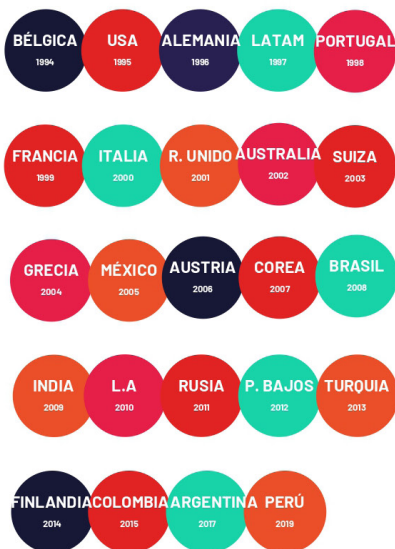 BÉLGICA USA ALEMANIA LATAM PORTUGAL
1994 1995 1996 1997 1998
FRANCIA ITALIA R. UNIDO AUSTRALIA SUIZA
1999 2000 2001 2002 2003
GRECIA MÉXICO AUSTRIA COREA BRASIL
2004 2005 2006 2007 2008
INDIA L.A RUSIA P. BAJOS TURQUIA
2009 2010 2011 2012 2013
FINLANDIA COLOMBIA ARGENTINA PERÚ
2014 2015 2017 2019